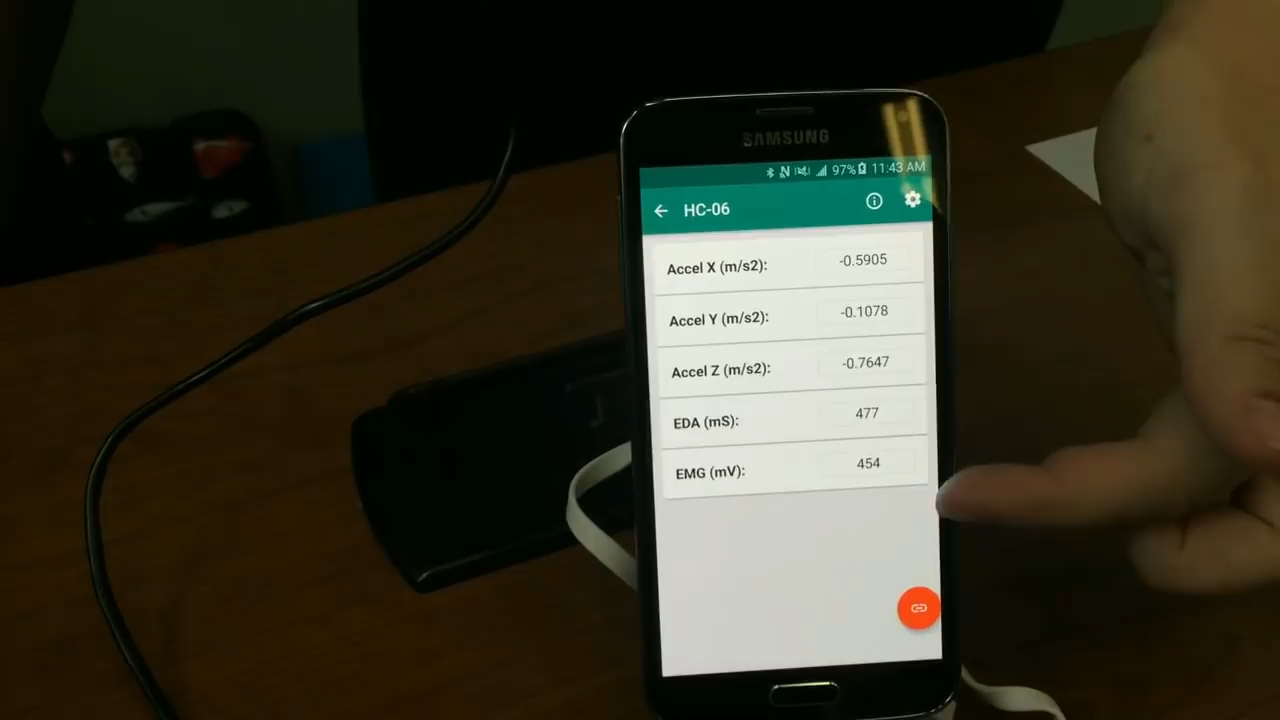 SAMSUNG
97% 11:43 AM
HC-06
Accel X (m/s2): -0.5905
Accel Y (m/s2): -0.1078
Accel Z (m/s2): -0.7647
EDA (mS): 477
EMG (mV): 454